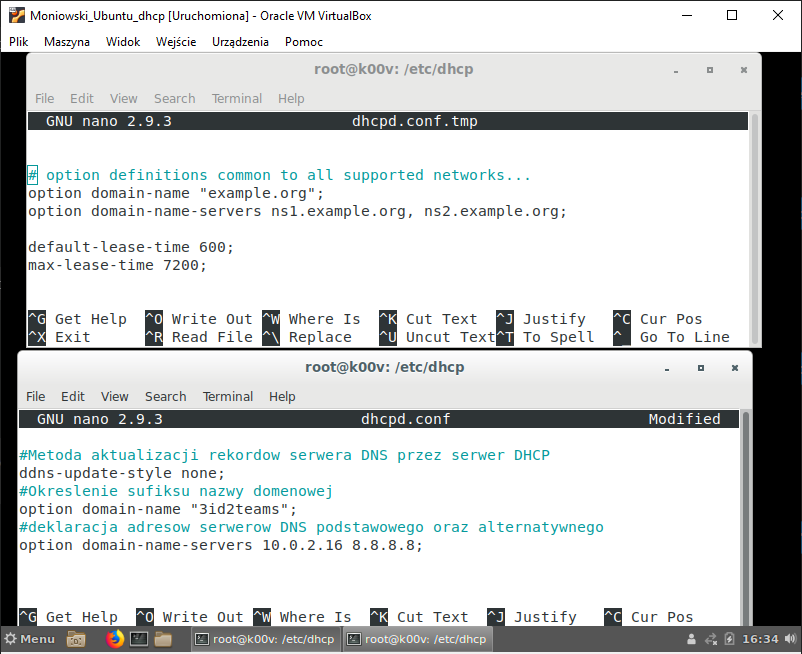 Moniowski_Ubuntu_dhcp [Uruchomiona] - Oracle VM VirtualBox
Plik Maszyna Widok Wejście Urządzenia Pomoc
root@k00v: /etc/dhcp
File Edit View Search Terminal Help
GNU nano 2.9.3 dhcpd.conf.tmp
# option definitions common to all supported networks...
option domain-name "example.org";
option domain-name-servers ns1.example.org, ns2.example.org;
default-lease-time 600;
max-lease-time 7200;
^G Get Help ^O Write Out ^W Where Is ^K Cut Text ^J Justify ^C Cur Pos
^X Exit ^R Read File ^\ Replace ^U Uncut Text ^T To Spell ^_ Go To Line
root@k00v: /etc/dhcp
File Edit View Search Terminal Help
GNU nano 2.9.3 dhcpd.conf Modified
#Metoda aktualizacji rekordow serwera DNS przez serwer DHCP
ddns-update-style none;
#Okreslenie sufiksu nazwy domenowej
option domain-name "3id2teams";
#deklaracja adresow serwerow DNS podstawowego oraz alternatywnego
option domain-name-servers 10.0.2.16 8.8.8.8;
^G Get Help ^O Write Out ^W Where Is ^K Cut Text ^J Justify ^C Cur Pos
Menu root@k00v: /etc/dhcp root@k00v: /etc/dhcp 16:34